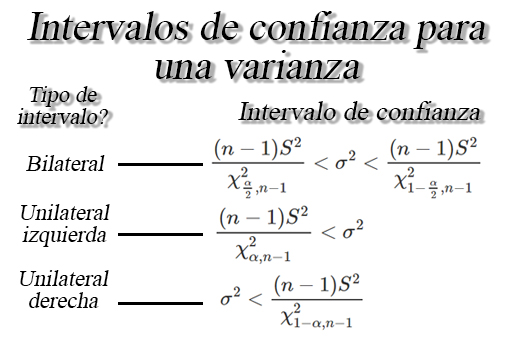 Intervalos de confianza para
una varianza
Tipo de
intervalo?
Intervalo de confianza
Bilateral
\frac{(n-1)S^2}{\chi^2_{\frac{\alpha}{2},n-1}} < \sigma^2 < \frac{(n-1)S^2}{\chi^2_{1-\frac{\alpha}{2},n-1}}
Unilateral
izquierda
\frac{(n-1)S^2}{\chi^2_{\alpha,n-1}} < \sigma^2
Unilateral
derecha
\sigma^2 < \frac{(n-1)S^2}{\chi^2_{1-\alpha,n-1}}